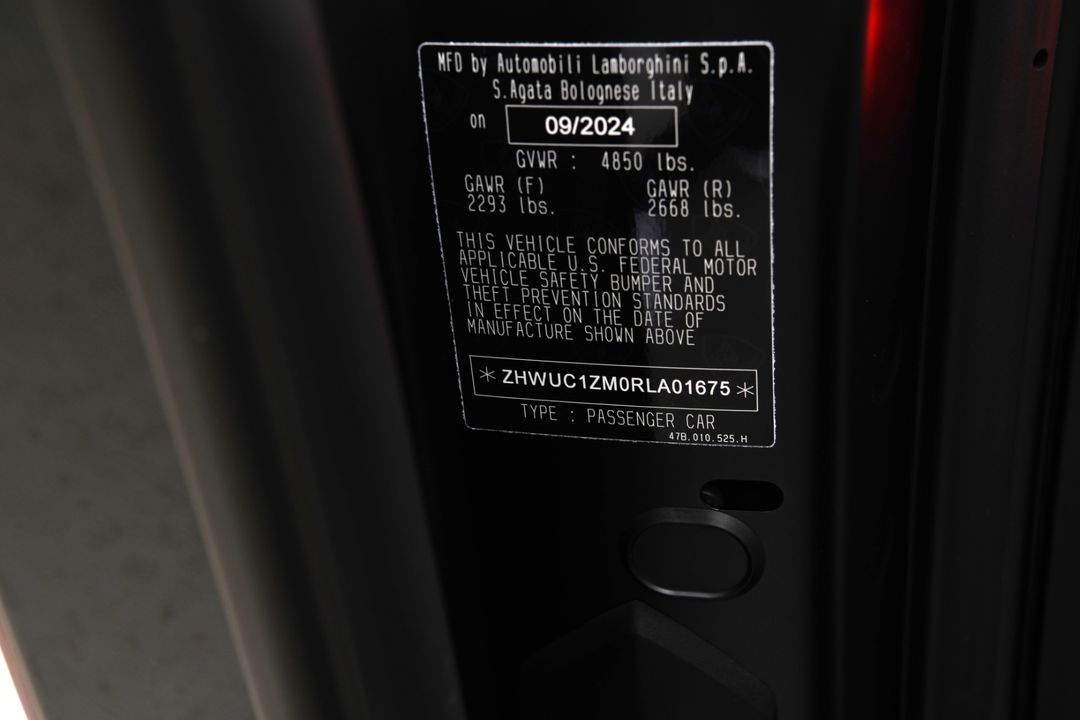 MFD by Automobili Lamborghini S.p.A.
S.Agata Bolognese Italy
on 09/2024
GVWR : 4850 lbs.
GAWR (F) GAWR (R)
2293 lbs. 2668 lbs.
THIS VEHICLE CONFORMS TO ALL
APPLICABLE U.S. FEDERAL MOTOR
VEHICLE SAFETY BUMPER AND
THEFT PREVENTION STANDARDS
IN EFFECT ON THE DATE OF
MANUFACTURE SHOWN ABOVE
* ZHWUC1ZM0RLA01675 *
TYPE : PASSENGER CAR
47B.010.525.H